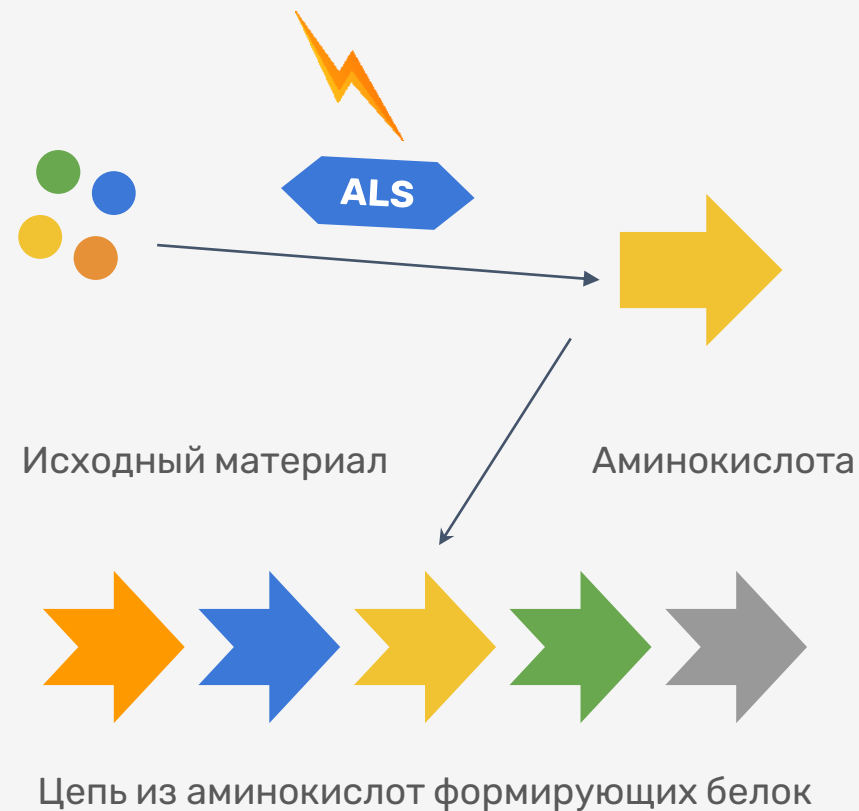 ALS
Исходный материал
Аминокислота
Цепь из аминокислот формирующих белок